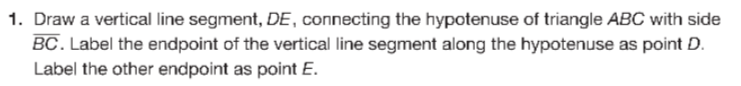 1. Draw a vertical line segment, DE, connecting the hypotenuse of triangle ABC with side
BC. Label the endpoint of the vertical line segment along the hypotenuse as point D.
Label the other endpoint as point E.